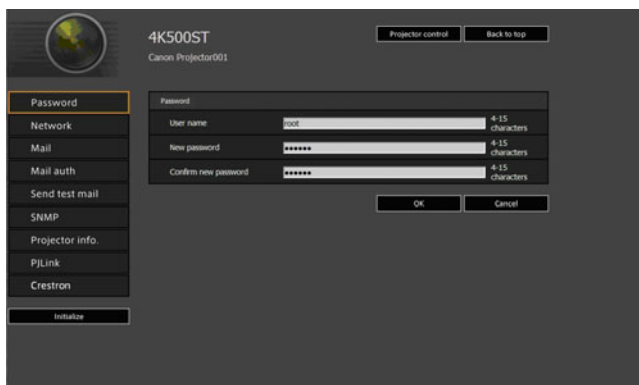 4K500ST
Projector control
Back to top
Canon Projector001
Password
Network
Mail
Mail auth
Send test mail
SNMP
Projector info.
PJLink
Crestron
Initialize
Password
User name
root
4-15
characters
New password
••••••
4-15
characters
Confirm new password
••••••
4-15
characters
OK
Cancel